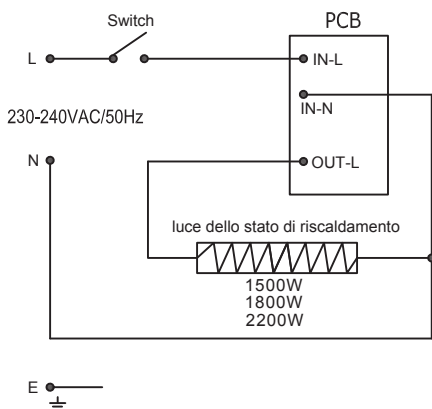 Switch
PCB
L
IN-L
IN-N
230-240VAC/50Hz
N
OUT-L
luce dello stato di riscaldamento
1500W
1800W
2200W
E